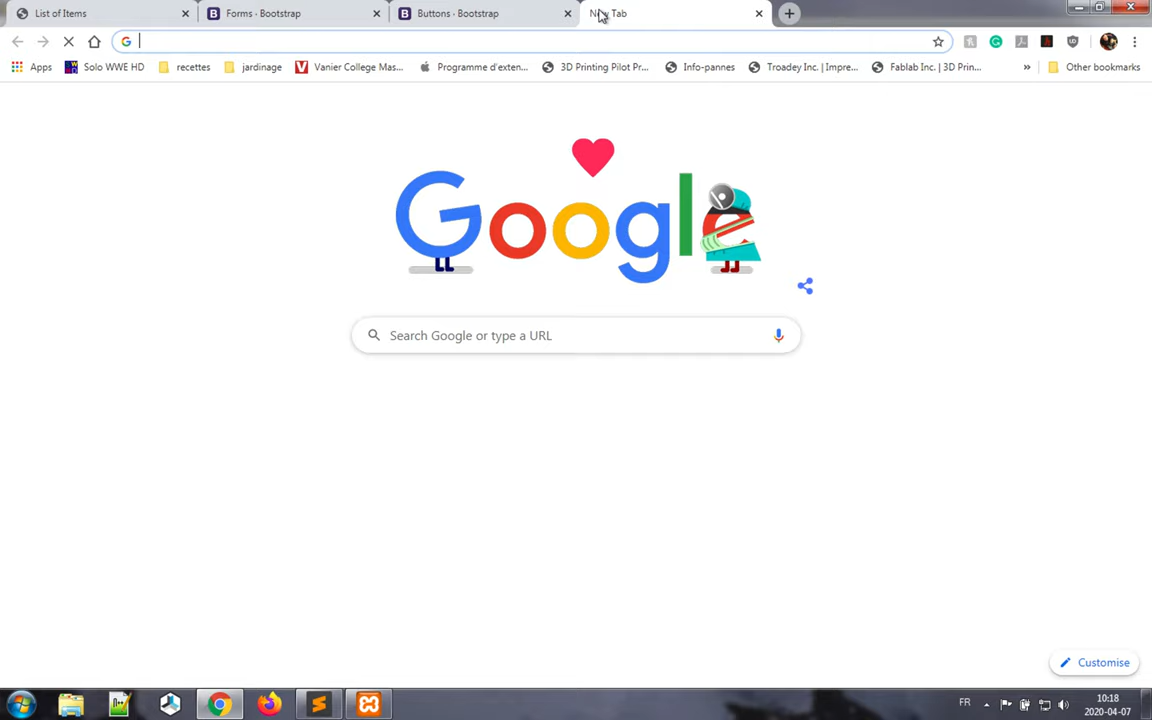 List of Items
Forms · Bootstrap
Buttons · Bootstrap
Tab
Apps
Solo WWE HD
recettes
jardinage
Vanier College Mas...
Programme d'exten...
3D Printing Pilot Pr...
Info-pannes
Troadey Inc. | Impre...
Fablab Inc. | 3D Prin...
»
Other bookmarks
Google
Search Google or type a URL
Customise
FR
10:18
2020-04-07